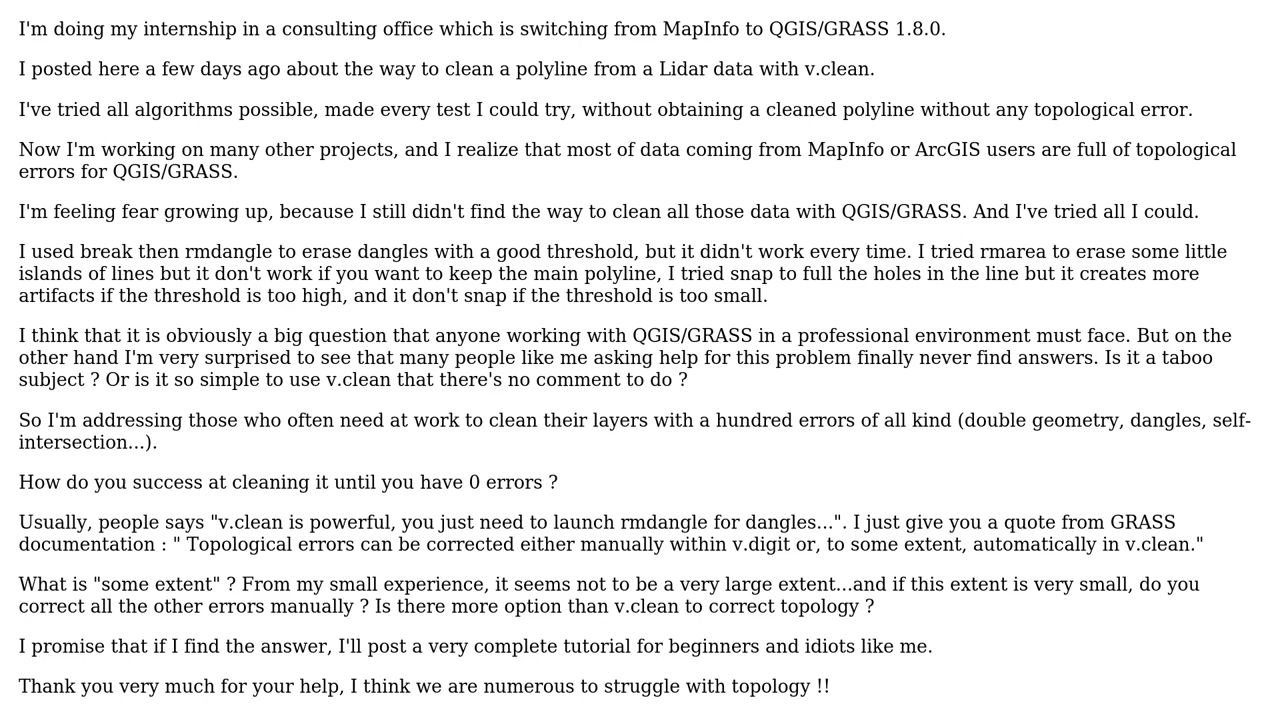 I'm doing my internship in a consulting office which is switching from MapInfo to QGIS/GRASS 1.8.0.
I posted here a few days ago about the way to clean a polyline from a Lidar data with v.clean.
I've tried all algorithms possible, made every test I could try, without obtaining a cleaned polyline without any topological error.
Now I'm working on many other projects, and I realize that most of data coming from MapInfo or ArcGIS users are full of topological
errors for QGIS/GRASS.
I'm feeling fear growing up, because I still didn't find the way to clean all those data with QGIS/GRASS. And I've tried all I could.
I used break then rmdangle to erase dangles with a good threshold, but it didn't work every time. I tried rmarea to erase some little
islands of lines but it don't work if you want to keep the main polyline, I tried snap to full the holes in the line but it creates more
artifacts if the threshold is too high, and it don't snap if the threshold is too small.
I think that it is obviously a big question that anyone working with QGIS/GRASS in a professional environment must face. But on the
other hand I'm very surprised to see that many people like me asking help for this problem finally never find answers. Is it a taboo
subject ? Or is it so simple to use v.clean that there's no comment to do ?
So I'm addressing those who often need at work to clean their layers with a hundred errors of all kind (double geometry, dangles, self-
intersection...).
How do you success at cleaning it until you have 0 errors ?
Usually, people says "v.clean is powerful, you just need to launch rmdangle for dangles...". I just give you a quote from GRASS
documentation : " Topological errors can be corrected either manually within v.digit or, to some extent, automatically in v.clean."
What is "some extent" ? From my small experience, it seems not to be a very large extent...and if this extent is very small, do you
correct all the other errors manually ? Is there more option than v.clean to correct topology ?
I promise that if I find the answer, I'll post a very complete tutorial for beginners and idiots like me.
Thank you very much for your help, I think we are numerous to struggle with topology !!